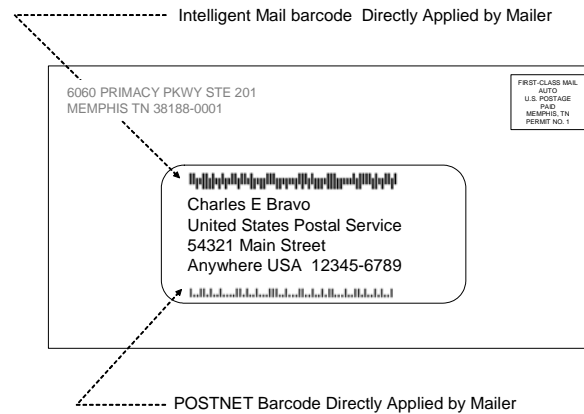 Intelligent Mail barcode  Directly Applied by Mailer
6060 PRIMACY PKWY STE 201
MEMPHIS TN 38188-0001
FIRST-CLASS MAIL
AUTO
U.S. POSTAGE
PAID
MEMPHIS, TN
PERMIT NO. 1
Charles E Bravo
United States Postal Service
54321 Main Street
Anywhere USA  12345-6789
POSTNET Barcode Directly Applied by Mailer